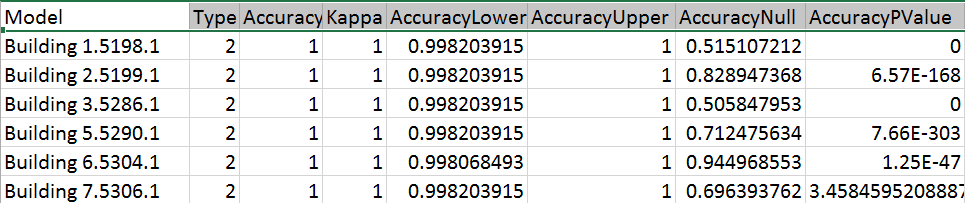 Model Type Accuracy Kappa AccuracyLower AccuracyUpper AccuracyNull AccuracyPValue
Building 1.5198.1 2 1 1 0.998203915 1 0.515107212 0
Building 2.5199.1 2 1 1 0.998203915 1 0.828947368 6.57E-168
Building 3.5286.1 2 1 1 0.998203915 1 0.505847953 0
Building 5.5290.1 2 1 1 0.998203915 1 0.712475634 7.66E-303
Building 6.5304.1 2 1 1 0.998068493 1 0.944968553 1.25E-47
Building 7.5306.1 2 1 1 0.998203915 1 0.696393762 3.4584595208887